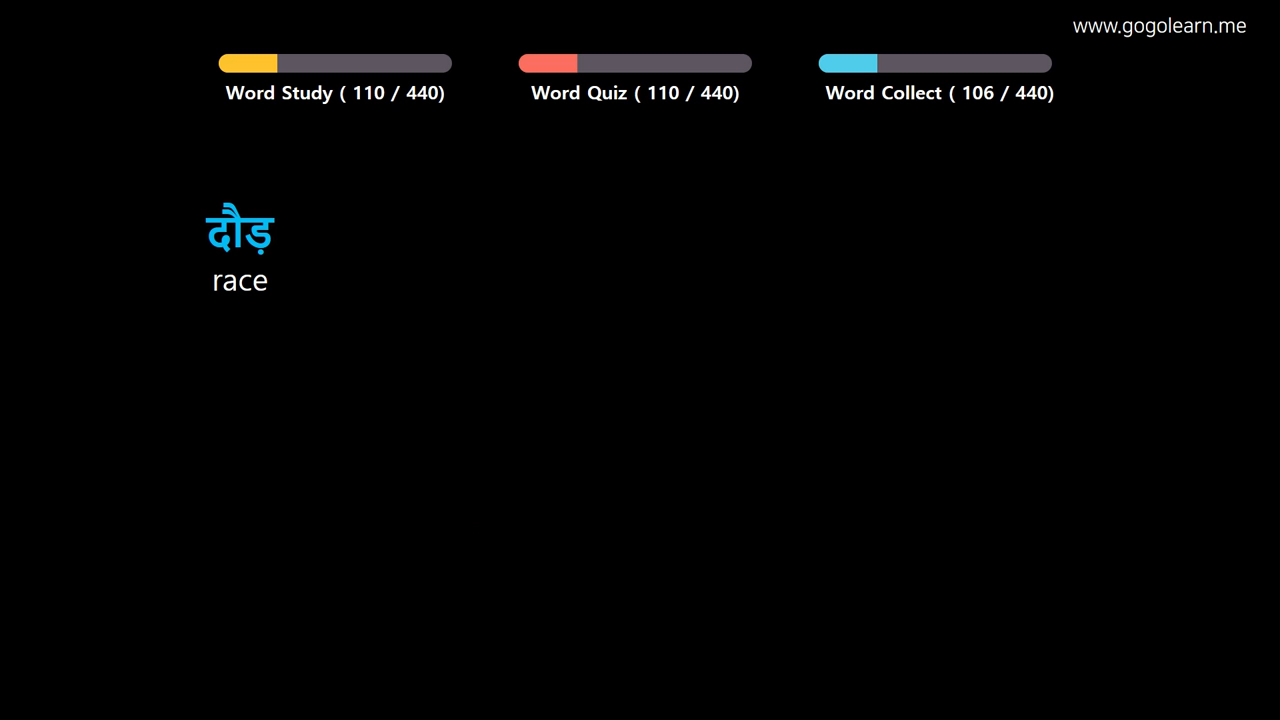 www.gogolearn.me
Word Study ( 110 / 440)
Word Quiz ( 110 / 440)
Word Collect ( 106 / 440)
दौड़
race